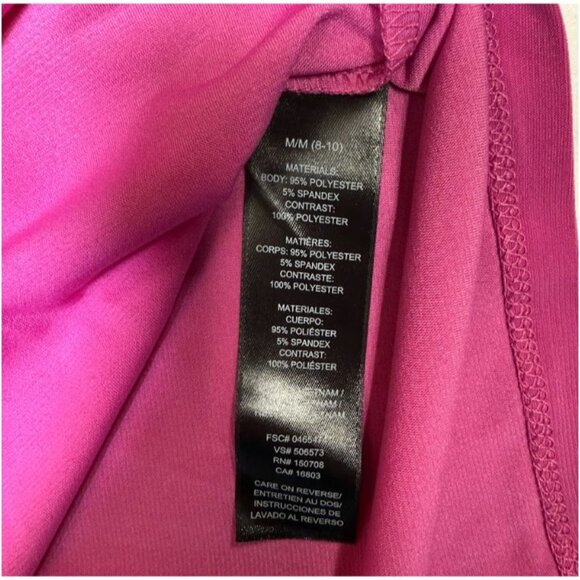 M/M (8-10)
MATERIALS:
BODY: 95% POLYESTER
5% SPANDEX
CONTRAST:
100% POLYESTER
MATIÈRES:
CORPS: 95% POLYESTER
5% SPANDEX
CONTRASTE:
100% POLYESTER
MATERIALES:
CUERPO:
95% POLIÉSTER
5% SPANDEX
CONTRAST:
100% POLIÉSTER
FSC#
VS# 506573
RN# 150708
CA# 16803
CARE ON REVERSE/
ENTRETIEN AU DOS/
INSTRUCCIONES DE
LAVADO AL REVERSO